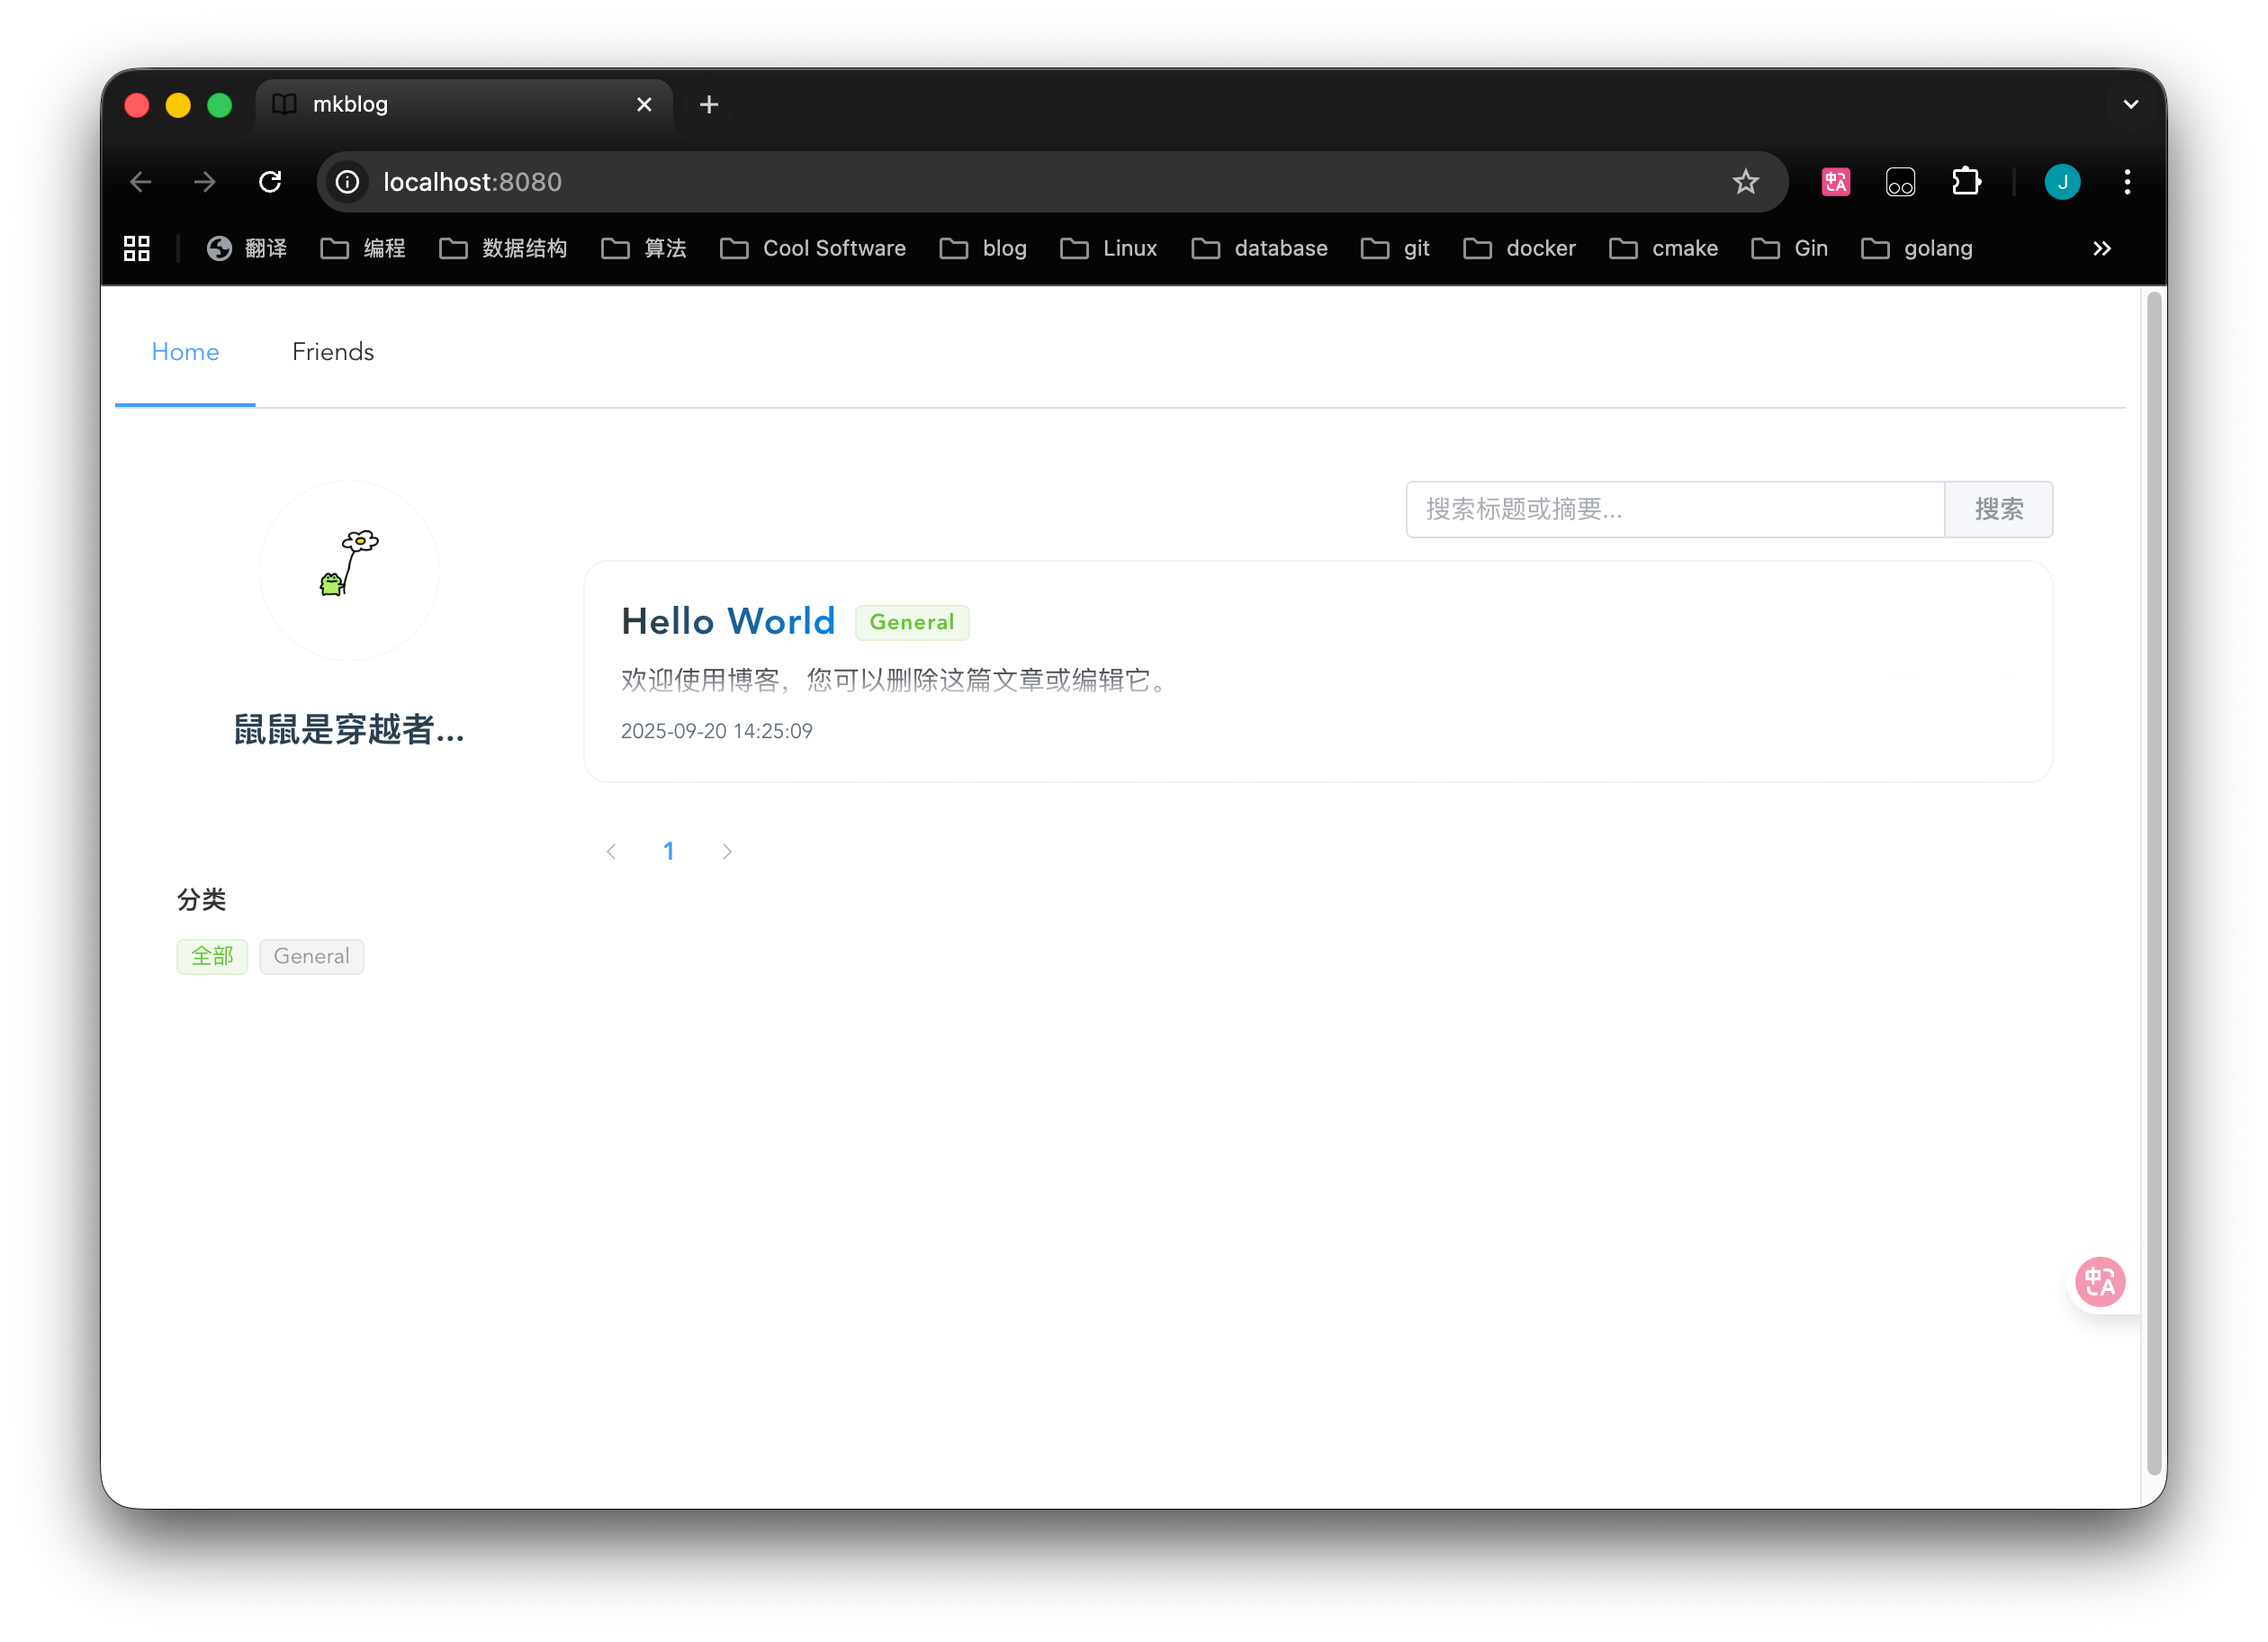 mkblog
localhost:8080
翻译 编程 数据结构 算法 Cool Software blog Linux database git docker cmake Gin golang
J
Home Friends
搜索标题或摘要... 搜索
Hello World General
欢迎使用博客，您可以删除这篇文章或编辑它。
2025-09-20 14:25:09
鼠鼠是穿越者...
1
分类
全部 General
中A